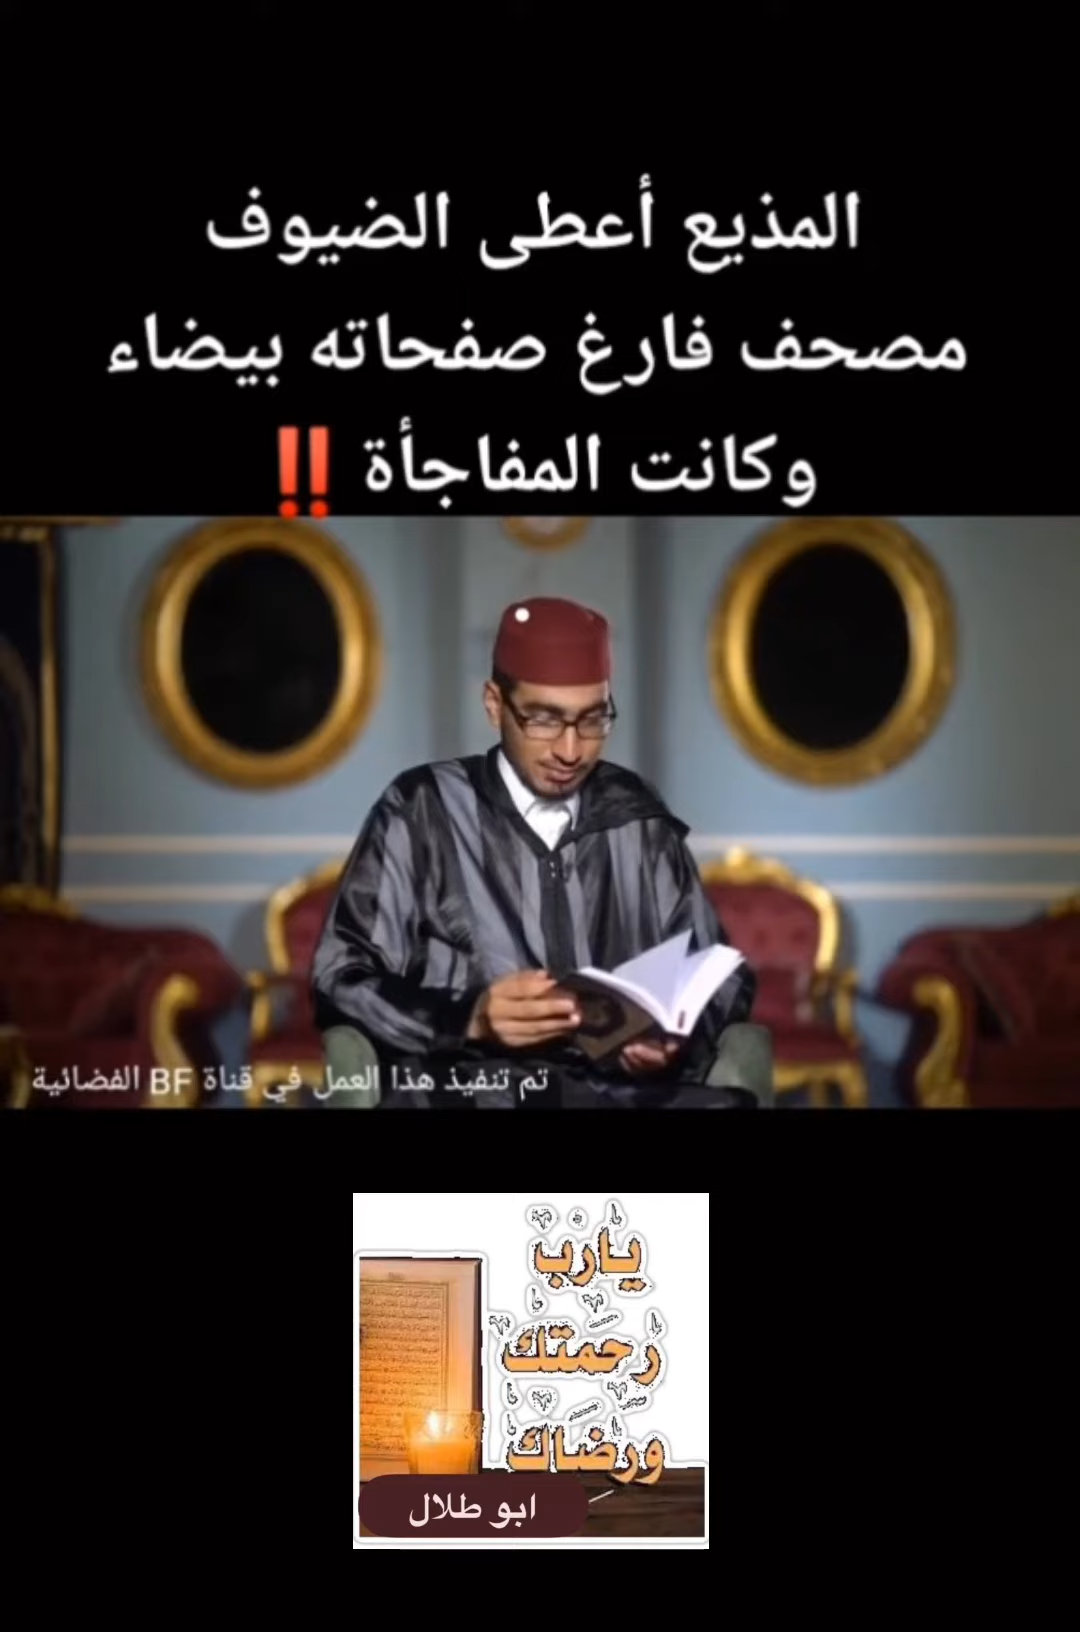 المذيع أعطى الضيوف
مصحف فارغ صفحاته بيضاء
وكانت المفاجأة ‼️
تم تنفيذ هذا العمل في قناة BF الفضائية
يارب
رحمتك
ورضاك
ابو طلال